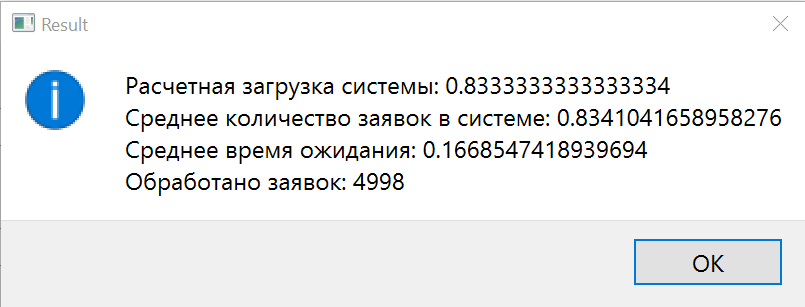 Result
Расчетная загрузка системы: 0.8333333333333334
Среднее количество заявок в системе: 0.8341041658958276
Среднее время ожидания: 0.1668547418939694
Обработано заявок: 4998
OK